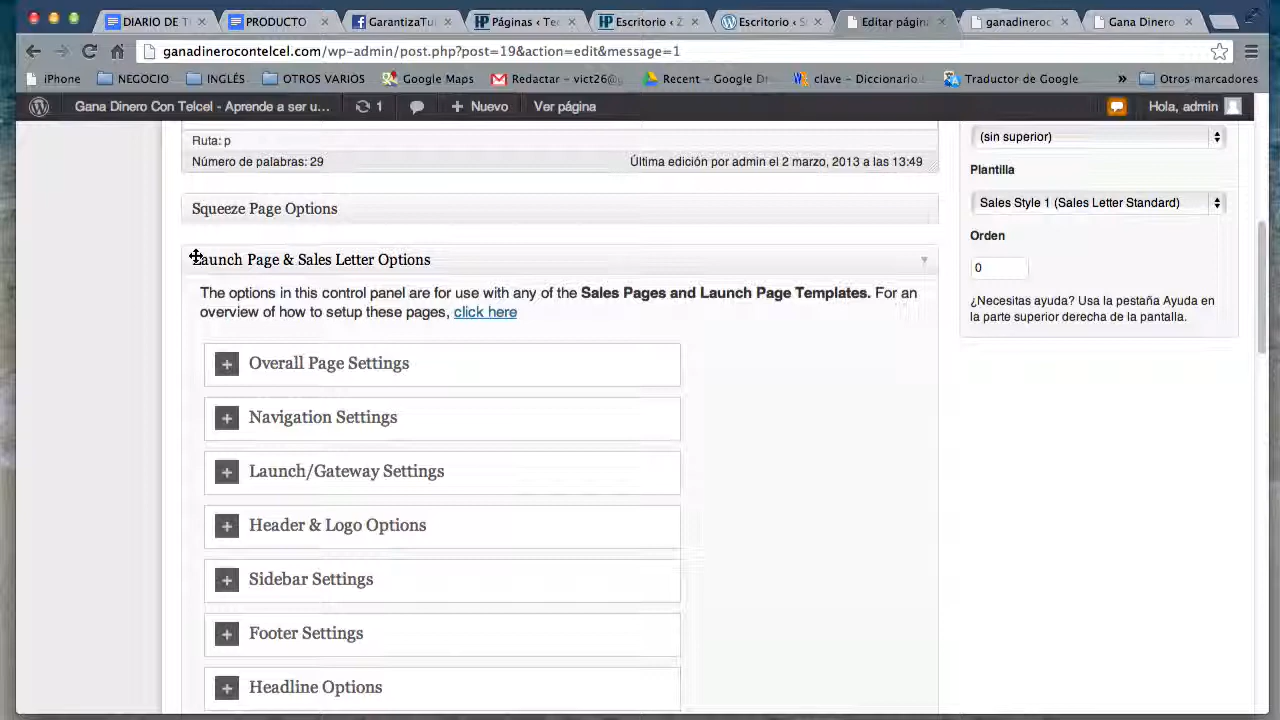 DIARIO DE T
PRODUCTO
GarantizaTu
Páginas ‹ Te
Escritorio ‹ 2
Escritorio ‹
Editar págin
ganadineroc
Gana Dinero
ganadinerocontelcel.com/wp-admin/post.php?post=19&action=edit&message=1
iPhone
NEGOCIO
INGLÉS
OTROS VARIOS
Google Maps
Redactar – vict26@g
Recent – Google Dr
clave – Diccionario
Traductor de Google
»
Otros marcadores
Gana Dinero Con Telcel - Aprende a ser u...
1
Nuevo
Ver página
Hola, admin
Ruta: p
Número de palabras: 29
Última edición por admin el 2 marzo, 2013 a las 13:49
Squeeze Page Options
Launch Page & Sales Letter Options
The options in this control panel are for use with any of the Sales Pages and Launch Page Templates. For an
overview of how to setup these pages, click here
Overall Page Settings
Navigation Settings
Launch/Gateway Settings
Header & Logo Options
Sidebar Settings
Footer Settings
Headline Options
(sin superior)
Plantilla
Sales Style 1 (Sales Letter Standard)
Orden
0
¿Necesitas ayuda? Usa la pestaña Ayuda en
la parte superior derecha de la pantalla.